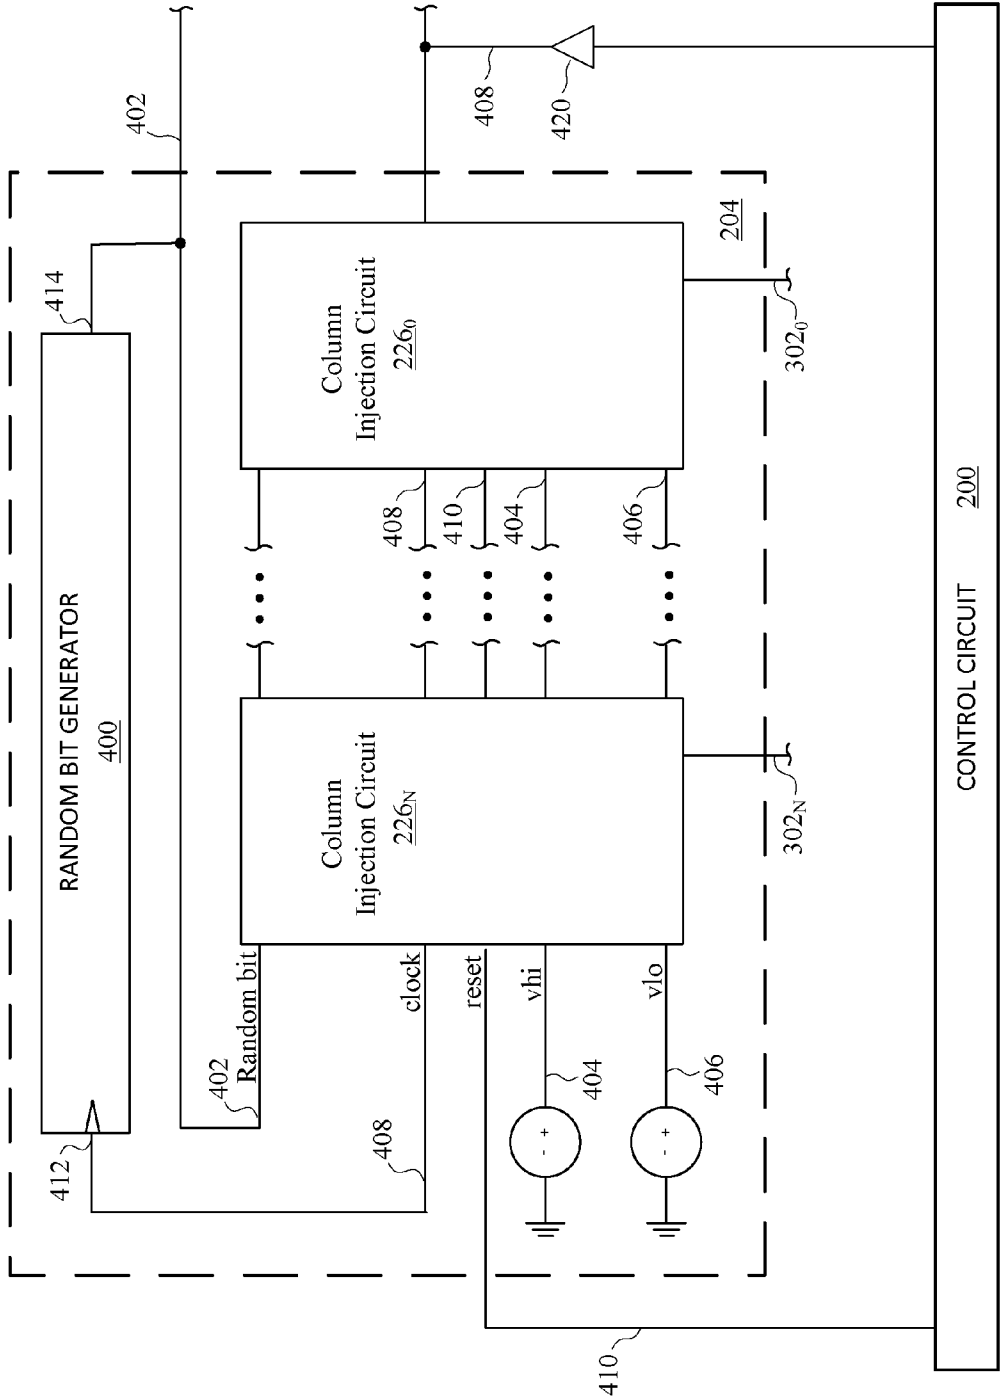 402
408
420
414
204
RANDOM BIT GENERATOR
400
Column
Injection Circuit
226₀
302₀
408
410
404
406
Column
Injection Circuit
226N
302N
Random bit
clock
reset
vhi
vlo
402
412
408
- +
404
- +
406
410
CONTROL CIRCUIT
200